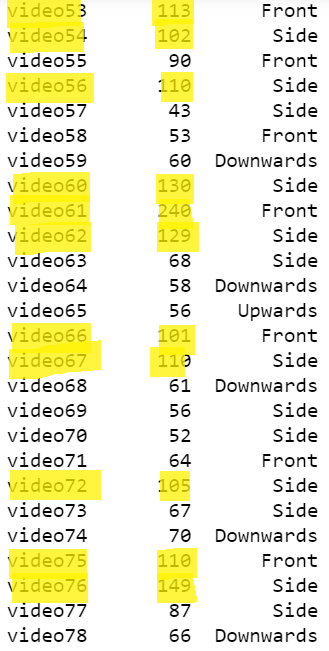 video53 113 Front
video54 102 Side
video55 90 Front
video56 110 Side
video57 43 Side
video58 53 Front
video59 60 Downwards
video60 130 Side
video61 240 Front
video62 129 Side
video63 68 Side
video64 58 Downwards
video65 56 Upwards
video66 101 Front
video67 110 Side
video68 61 Downwards
video69 56 Side
video70 52 Side
video71 64 Front
video72 105 Side
video73 67 Side
video74 70 Downwards
video75 110 Front
video76 149 Side
video77 87 Side
video78 66 Downwards